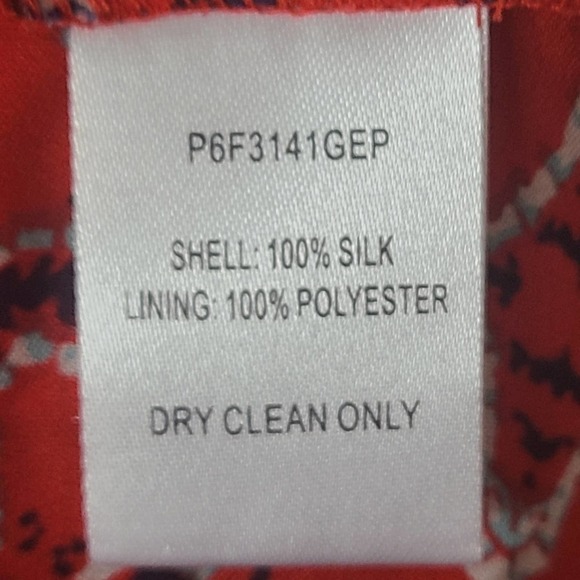 P6F3141GEP
SHELL: 100% SILK
LINING: 100% POLYESTER
DRY CLEAN ONLY